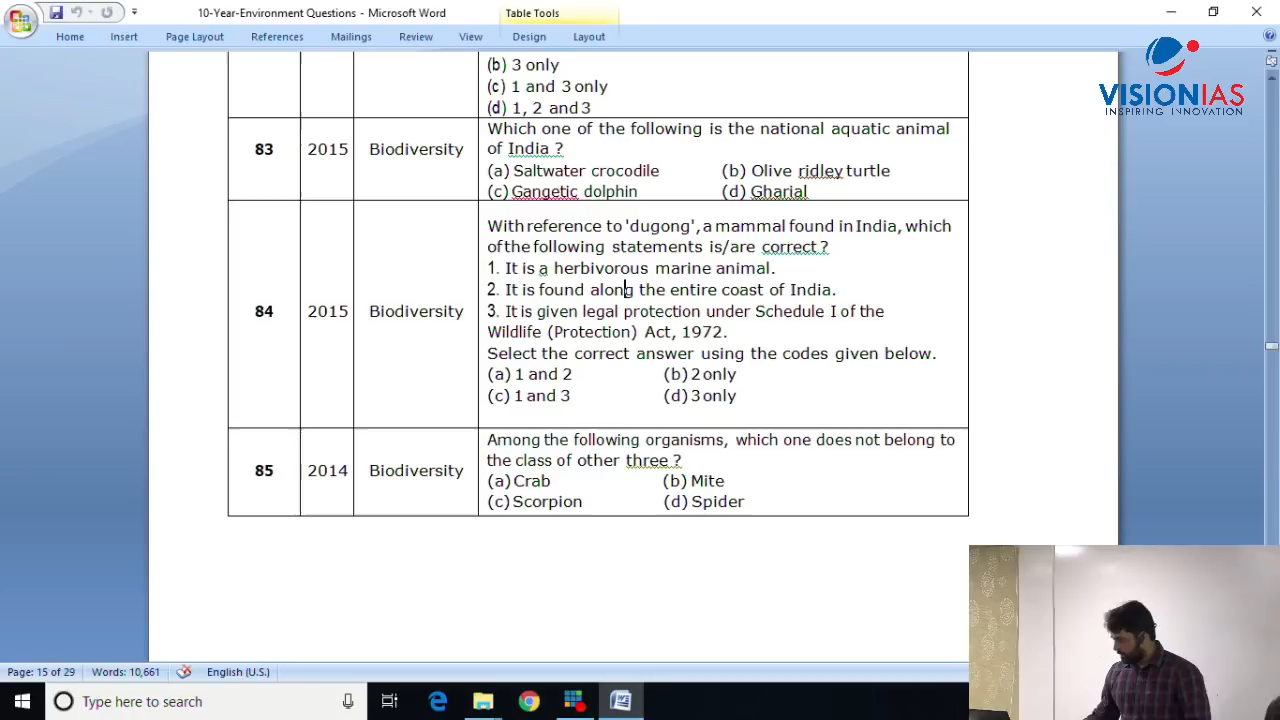 10-Year-Environment Questions - Microsoft Word
Table Tools
Home Insert Page Layout References Mailings Review View Design Layout
VISIONIAS
INSPIRING INNOVATION
(b) 3 only
(c) 1 and 3 only
(d) 1, 2 and 3
83 2015 Biodiversity
Which one of the following is the national aquatic animal
of India ?
(a) Saltwater crocodile (b) Olive ridley turtle
(c) Gangetic dolphin (d) Gharial
84 2015 Biodiversity
With reference to 'dugong', a mammal found in India, which
of the following statements is/are correct ?
1. It is a herbivorous marine animal.
2. It is found along the entire coast of India.
3. It is given legal protection under Schedule I of the
Wildlife (Protection) Act, 1972.
Select the correct answer using the codes given below.
(a) 1 and 2 (b) 2 only
(c) 1 and 3 (d) 3 only
85 2014 Biodiversity
Among the following organisms, which one does not belong to
the class of other three ?
(a) Crab (b) Mite
(c) Scorpion (d) Spider
Page: 15 of 29 Words: 10,661 English (U.S.)
Type here to search